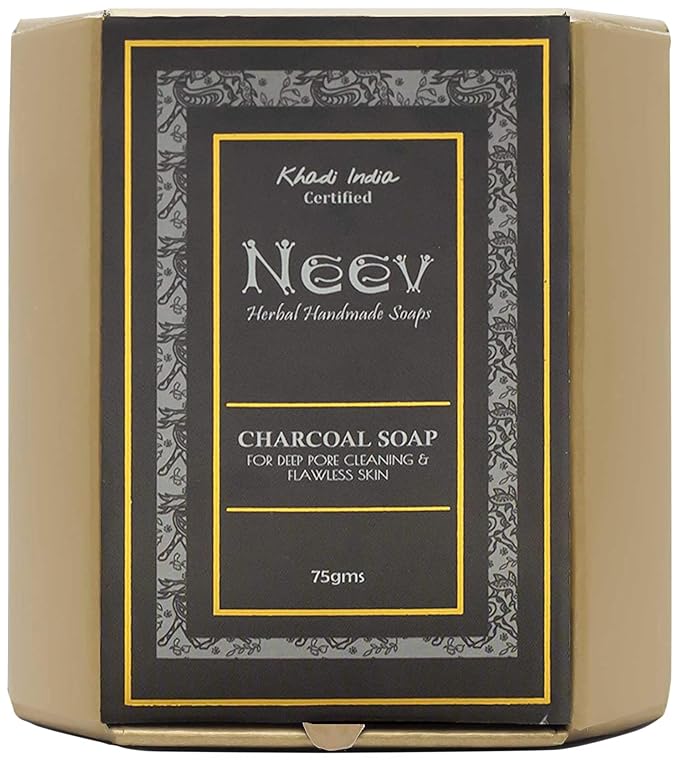 Khadi India
Certified
Neev
Herbal Handmade Soaps
CHARCOAL SOAP
FOR DEEP PORE CLEANING &
FLAWLESS SKIN
75gms